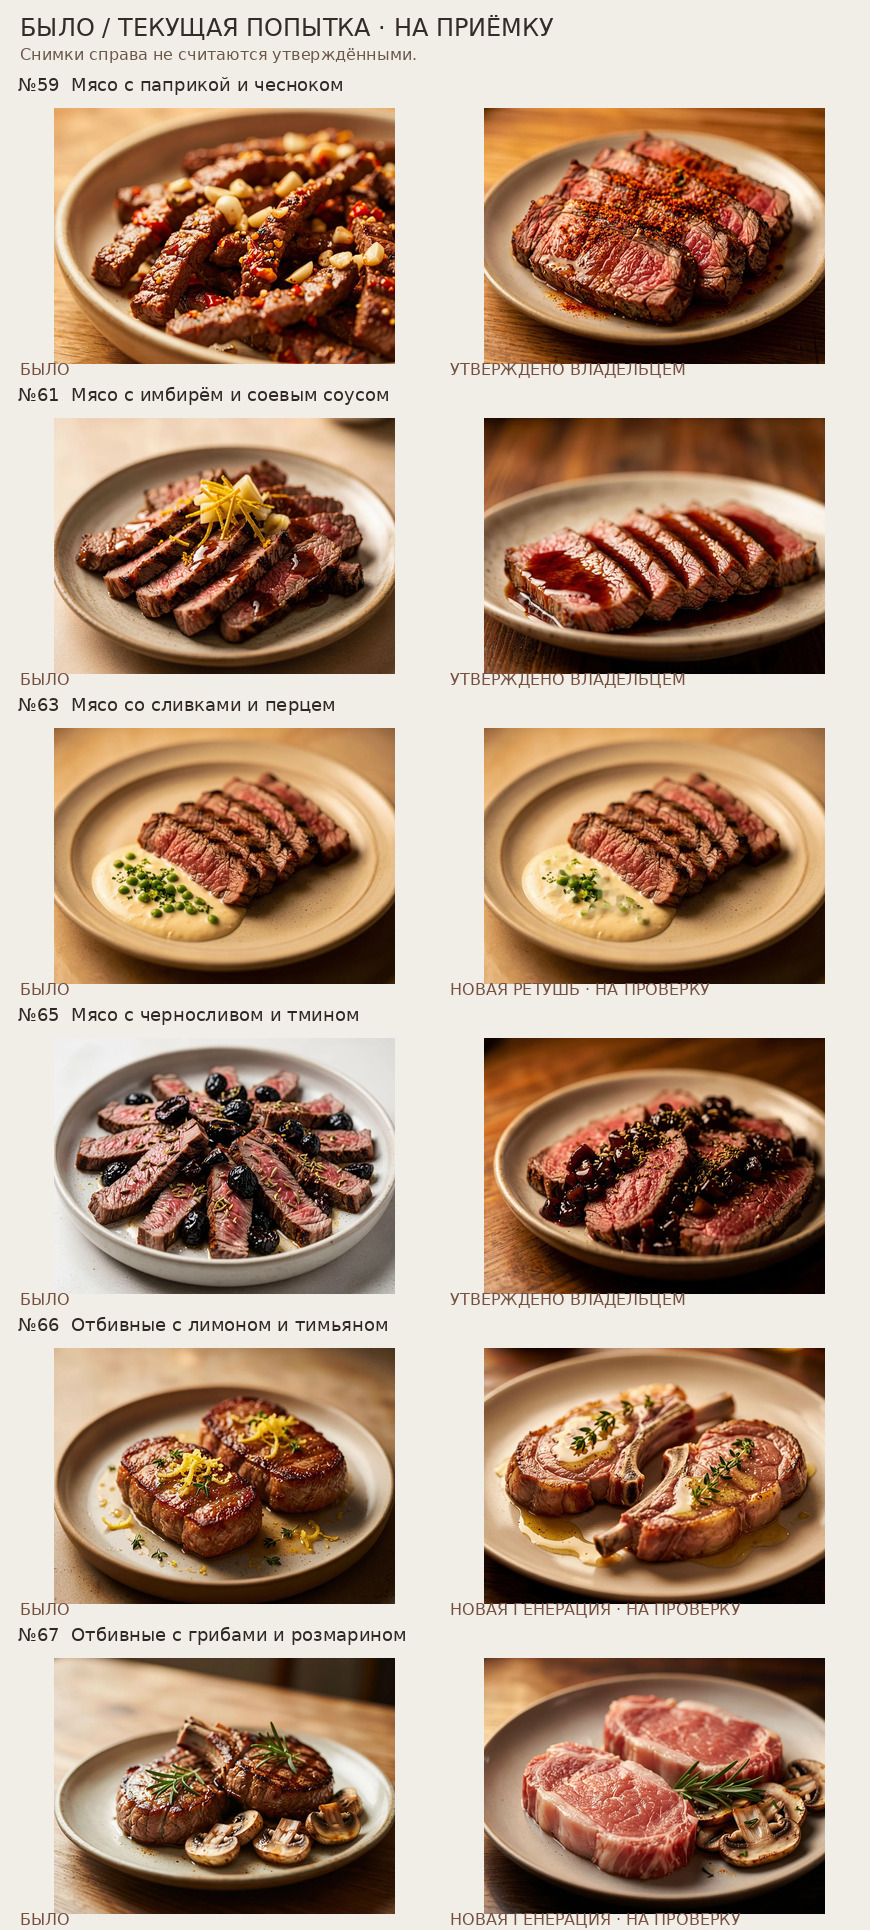 БЫЛО / ТЕКУЩАЯ ПОПЫТКА · НА ПРИЁМКУ
Снимки справа не считаются утверждёнными.
№59 Мясо с паприкой и чесноком
БЫЛО
УТВЕРЖДЕНО ВЛАДЕЛЬЦЕМ
№61 Мясо с имбирём и соевым соусом
БЫЛО
УТВЕРЖДЕНО ВЛАДЕЛЬЦЕМ
№63 Мясо со сливками и перцем
БЫЛО
НОВАЯ РЕТУШЬ · НА ПРОВЕРКУ
№65 Мясо с черносливом и тмином
БЫЛО
УТВЕРЖДЕНО ВЛАДЕЛЬЦЕМ
№66 Отбивные с лимоном и тимьяном
БЫЛО
НОВАЯ ГЕНЕРАЦИЯ · НА ПРОВЕРКУ
№67 Отбивные с грибами и розмарином
БЫЛО
НОВАЯ ГЕНЕРАЦИЯ · НА ПРОВЕРКУ